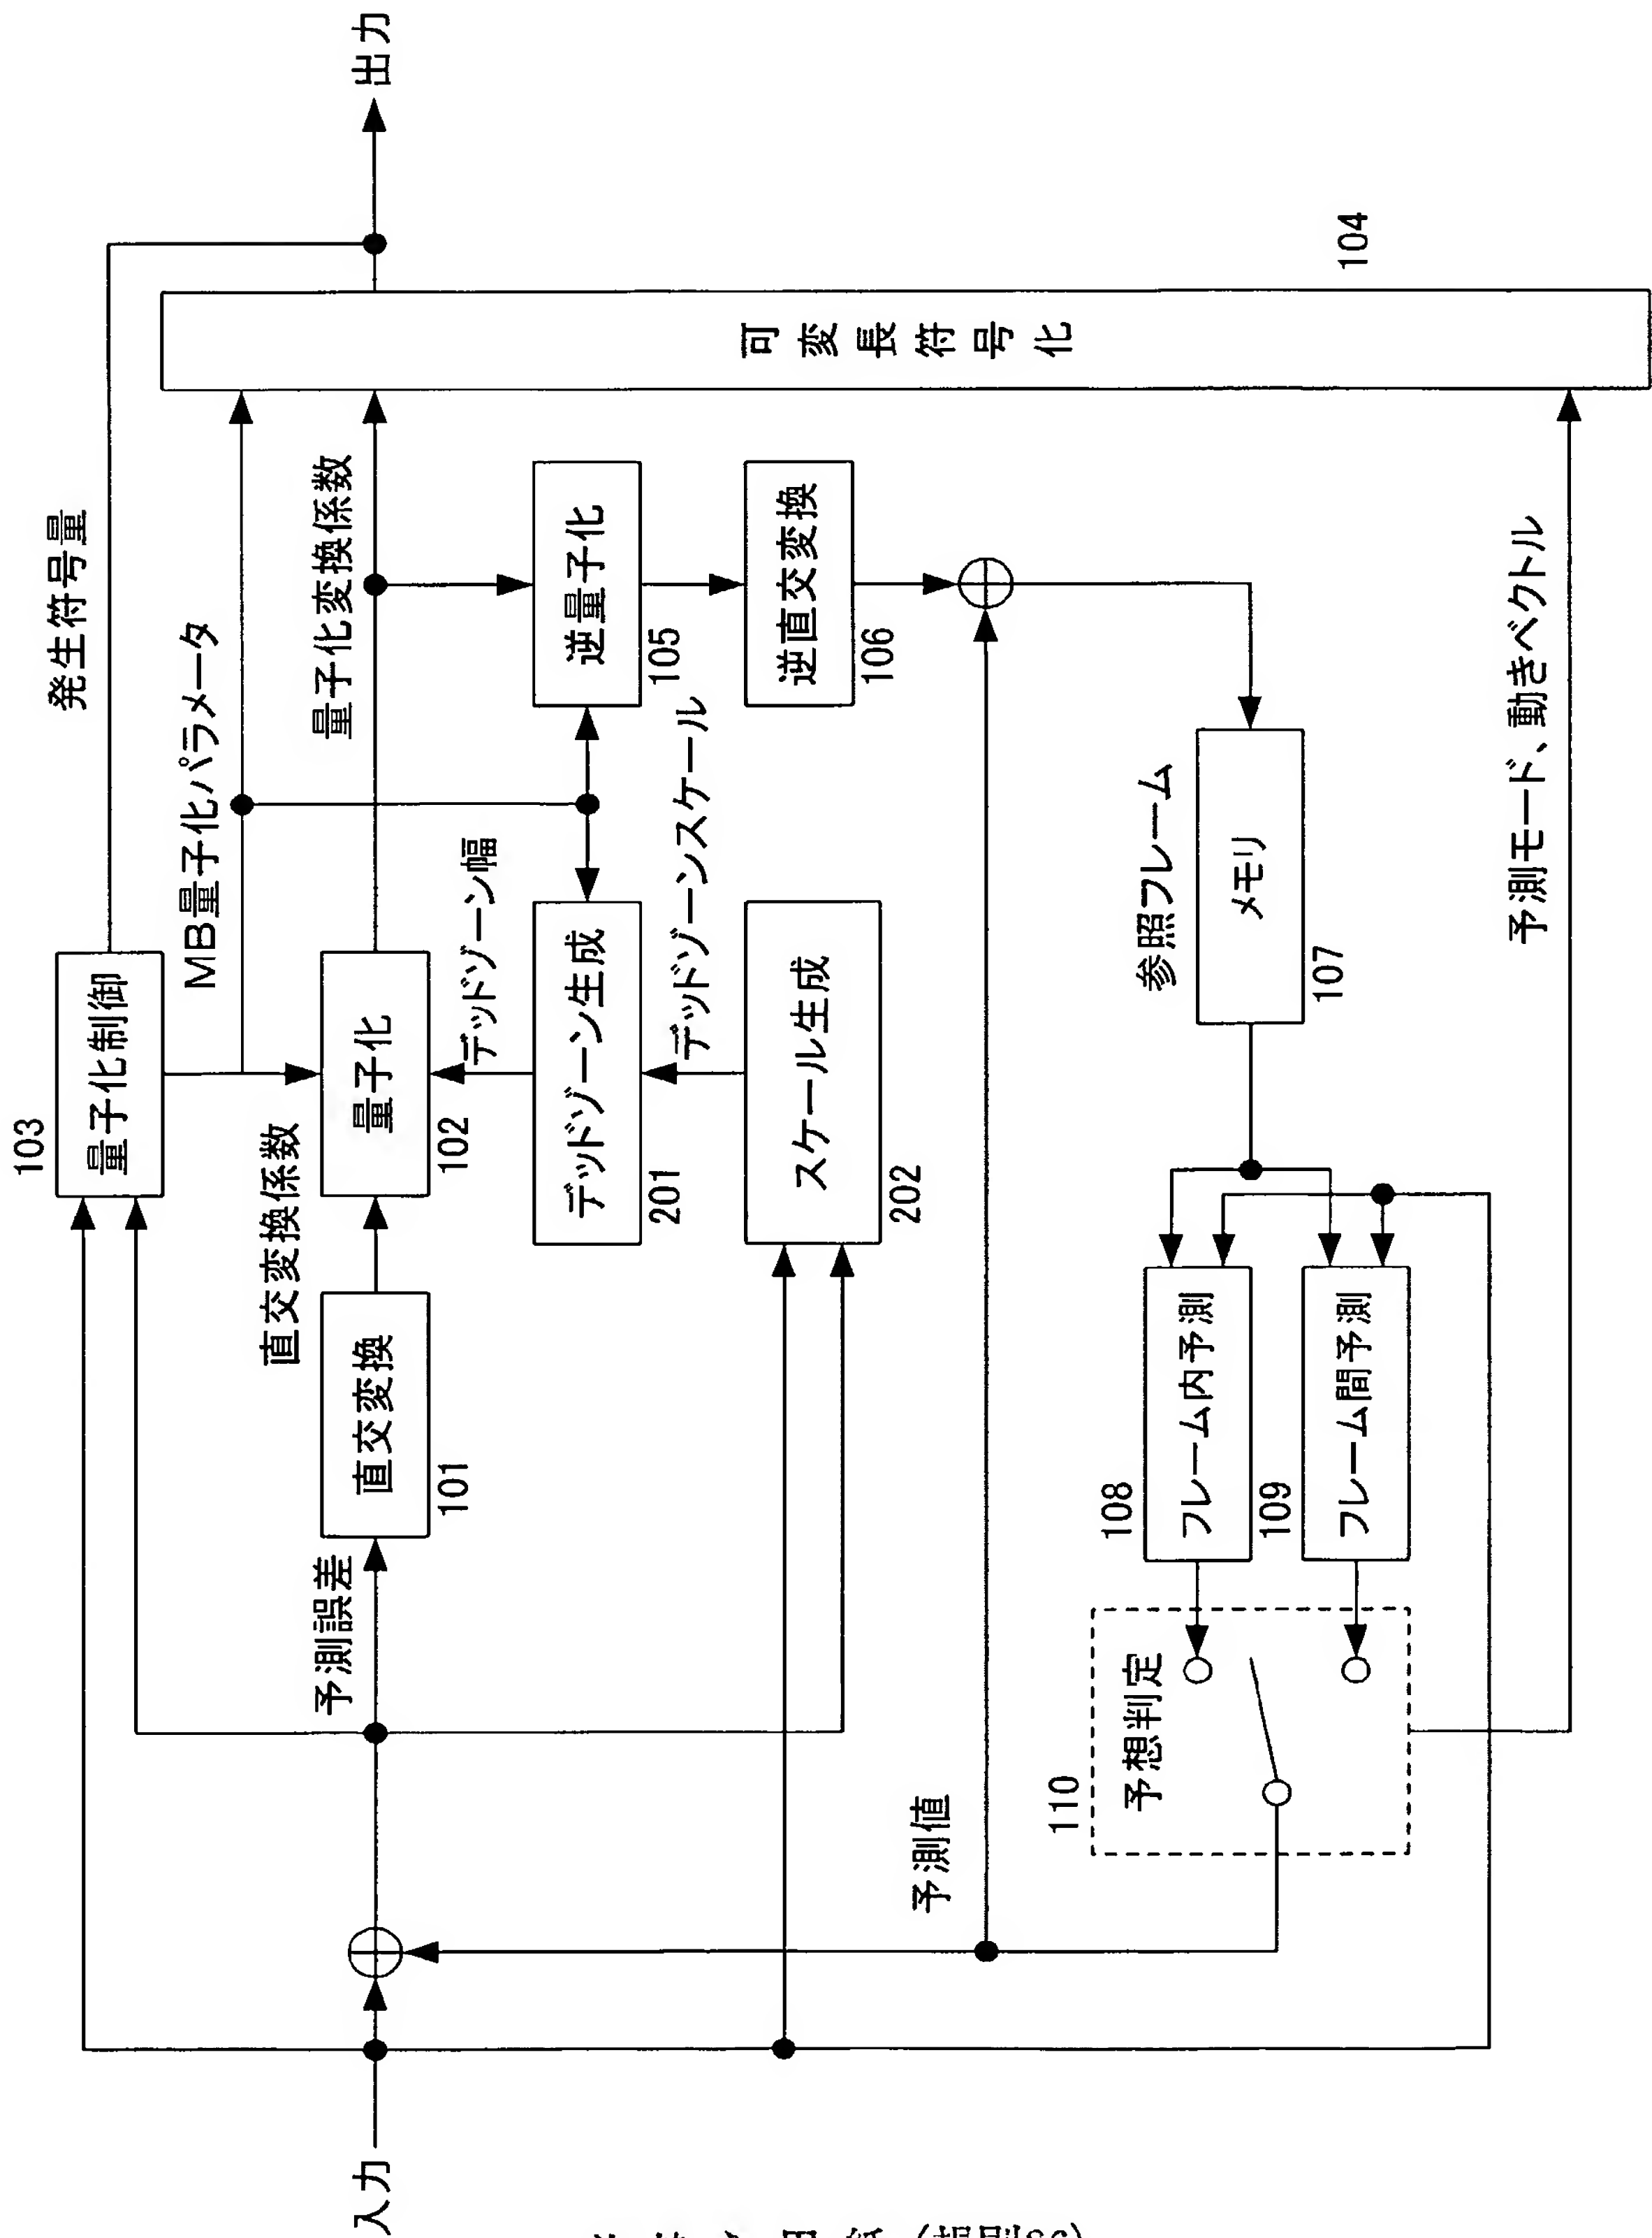 発生符号量
103
量子化制御
MB量子化パラメータ
入力
予測誤差
直交変換
101
直交変換係数
量子化
102
量子化変換係数
出力
デッドゾーン幅
デッドゾーン生成
201
逆量子化
105
デッドゾーンスケール
スケール生成
202
逆直交変換
106
可変長符号化
104
予測値
参照フレーム
メモリ
107
110
予想判定
108
フレーム内予測
109
フレーム間予測
予測モード、動きベクトル